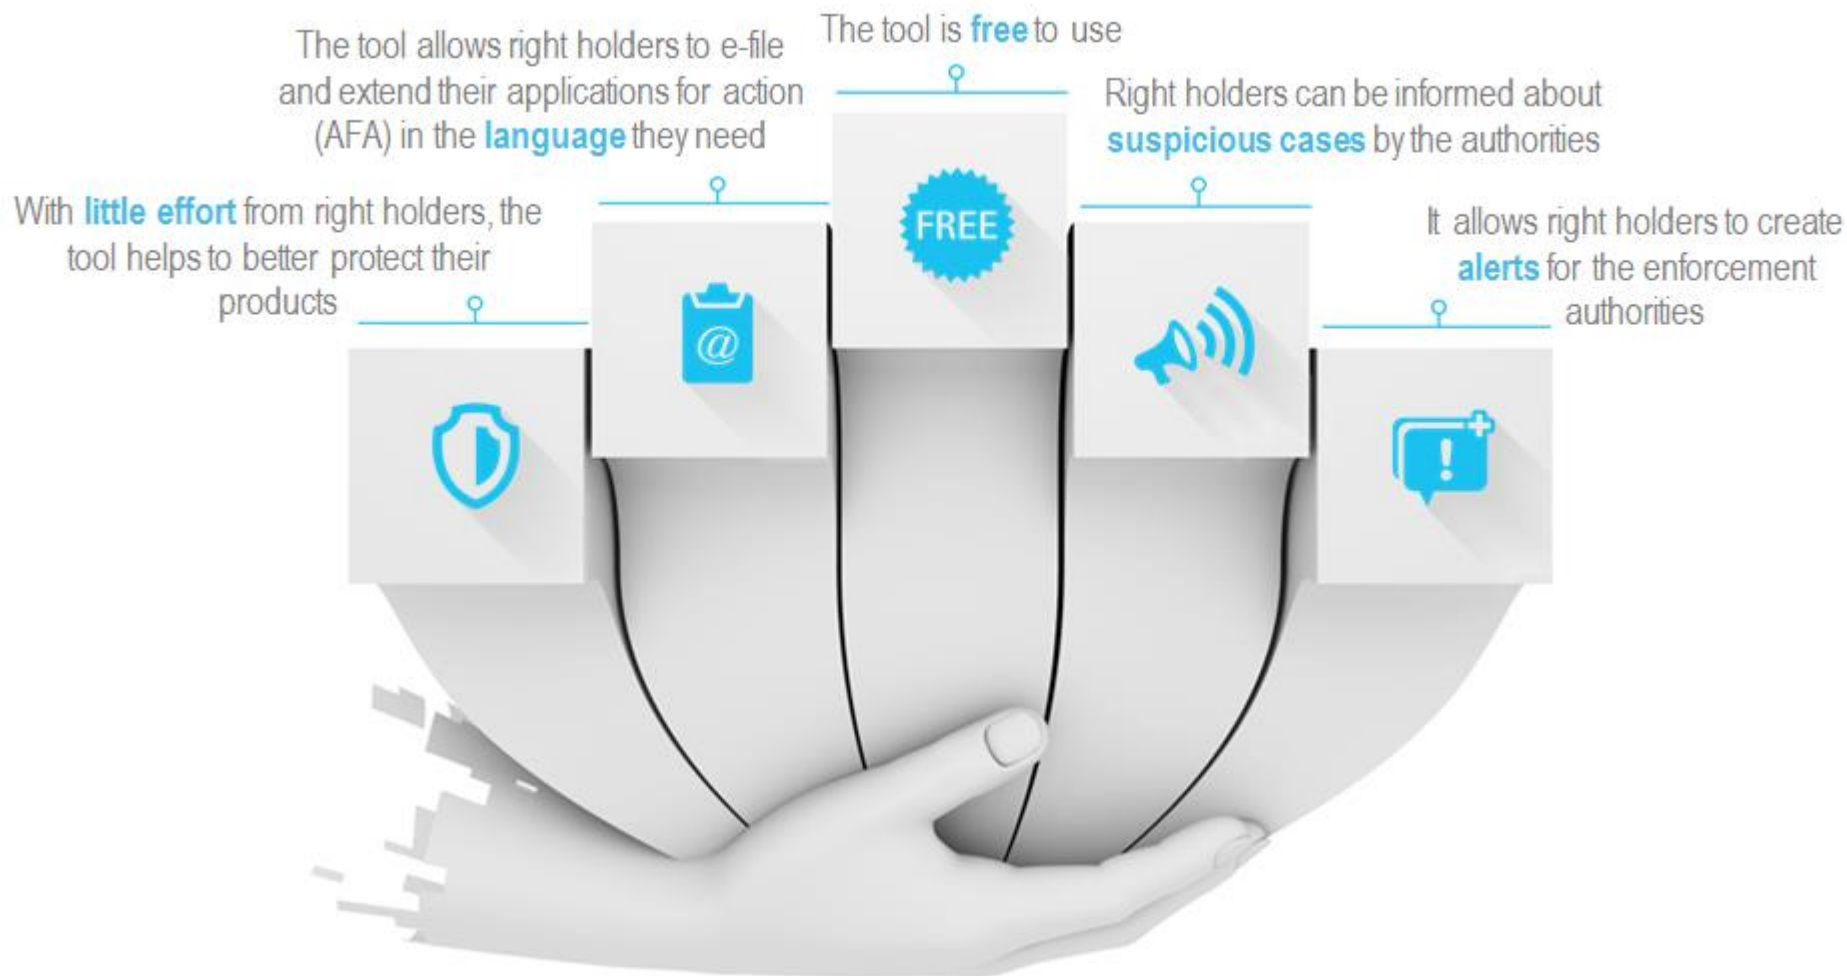 With little effort from right holders, the
tool helps to better protect their
products
The tool allows right holders to e-file
and extend their applications for action
(AFA) in the language they need
The tool is free to use
Right holders can be informed about
suspicious cases by the authorities
It allows right holders to create
alerts for the enforcement
authorities
@
FREE
!